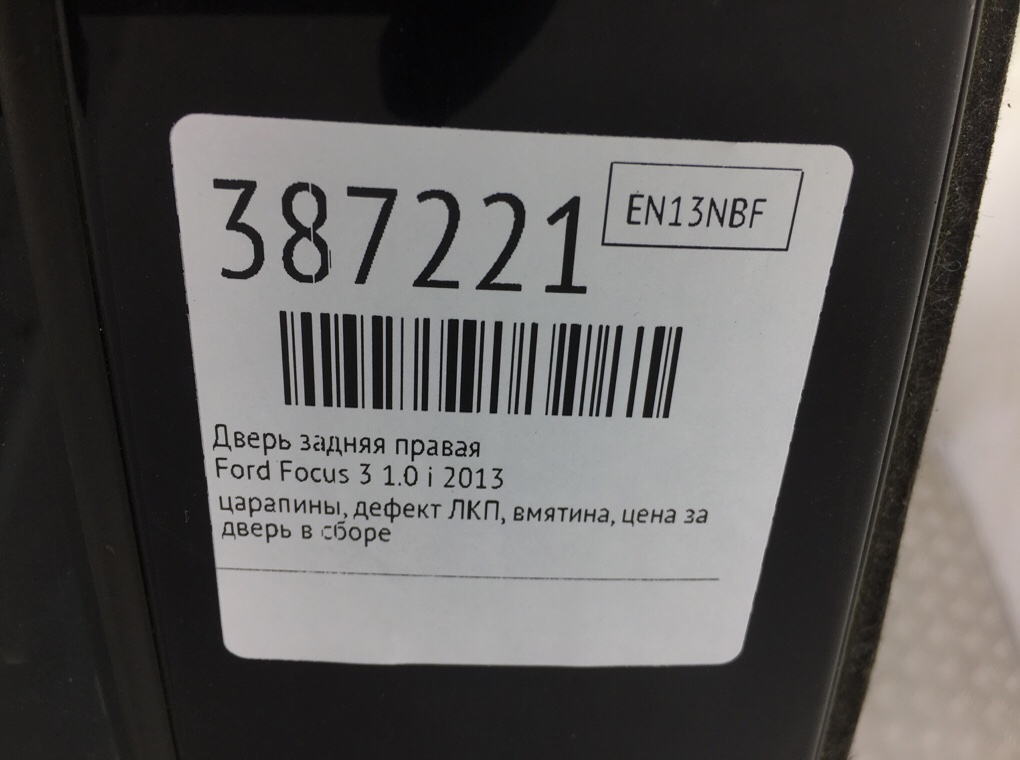 387221
EN13NBF
Дверь задняя правая
Ford Focus 3 1.0 i 2013
царапины, дефект ЛКП, вмятина, цена за
дверь в сборе